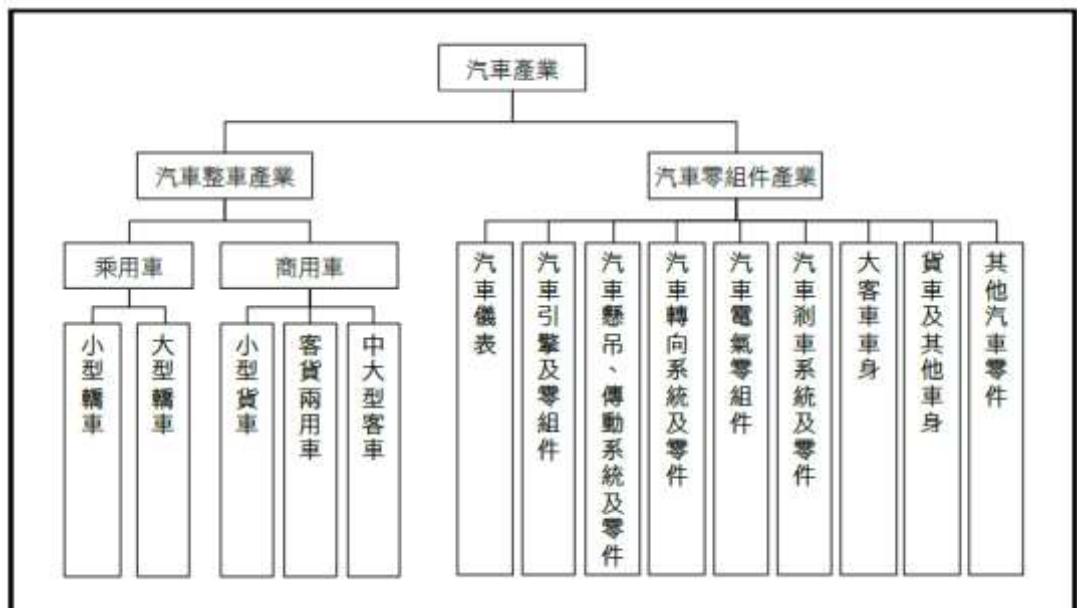 汽車產業
汽車整車產業
汽車零組件產業
乘用車
商用車
小型轎車
大型轎車
小型貨車
客貨兩用車
中大型客車
汽車儀表
汽車引擎及零組件
汽車懸吊、傳動系統及零件
汽車轉向系統及零件
汽車電氣零組件
汽車剎車系統及零件
大客車車身
貨車及其他車身
其他汽車零件